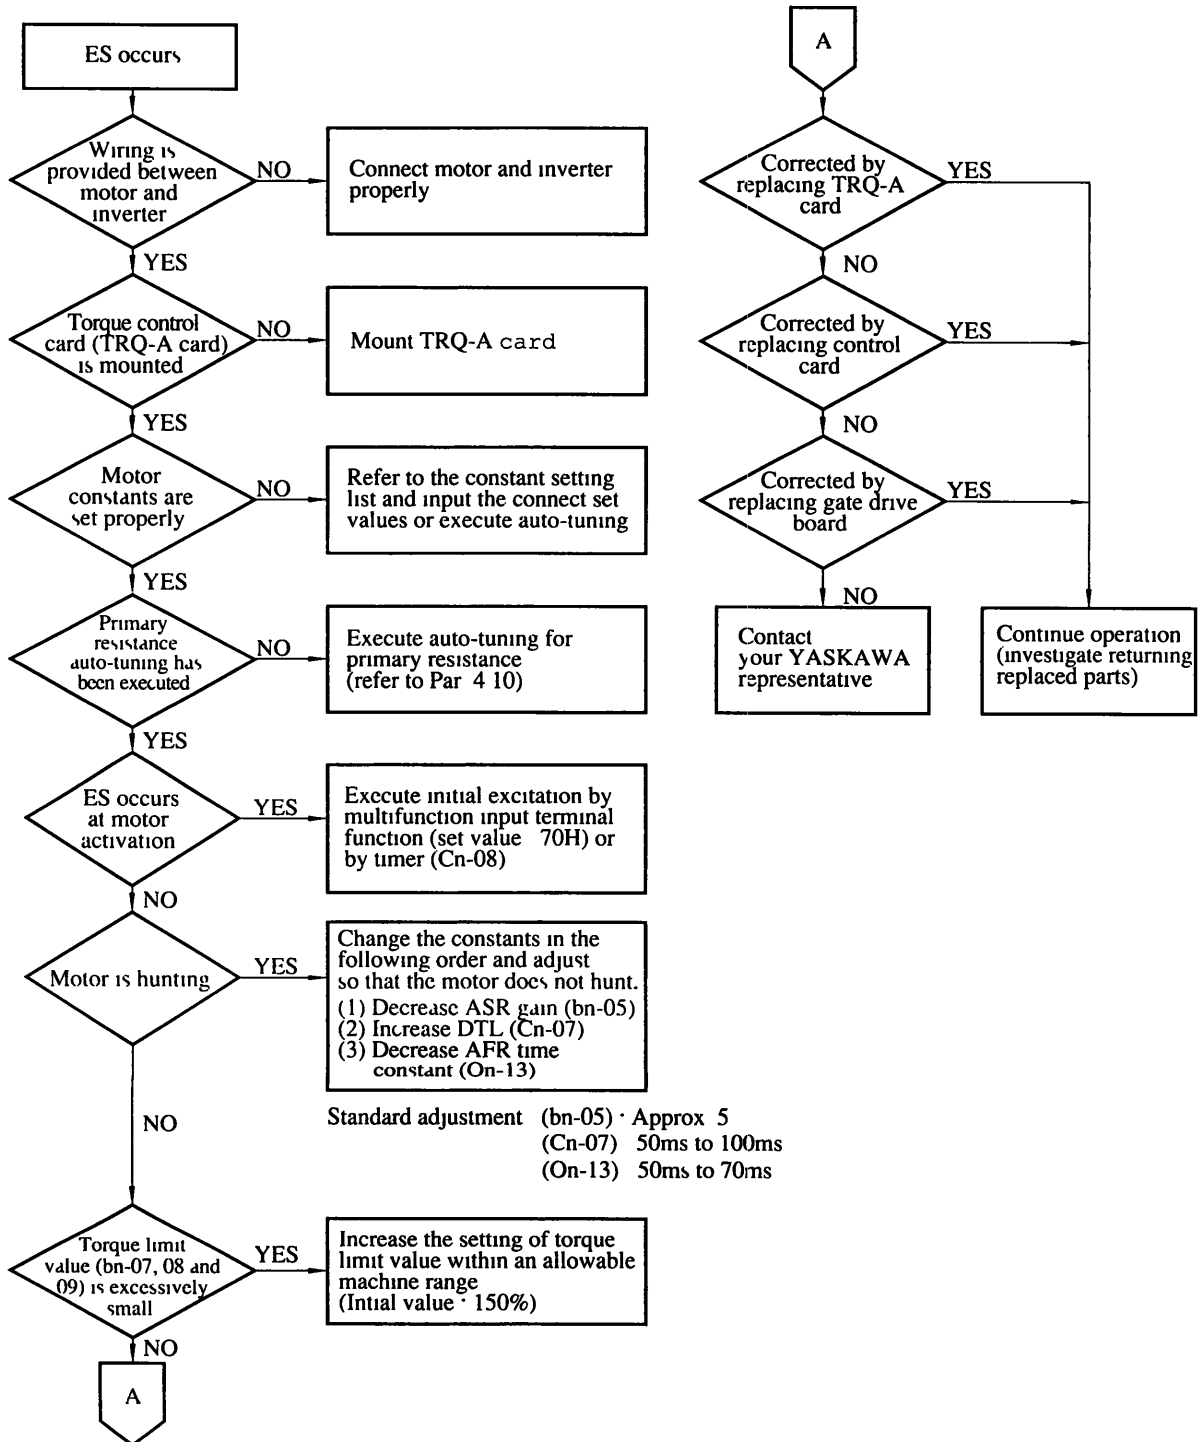 ES occurs
Wiring is
provided between
motor and
inverter
NO
Connect motor and inverter
properly
YES
Torque control
card (TRQ-A card)
is mounted
NO
Mount TRQ-A card
YES
Motor
constants are
set properly
NO
Refer to the constant setting
list and input the connect set
values or execute auto-tuning
YES
Primary
resistance
auto-tuning has
been executed
NO
Execute auto-tuning for
primary resistance
(refer to Par 4 10)
YES
ES occurs
at motor
activation
YES
Execute initial excitation by
multifunction input terminal
function (set value 70H) or
by timer (Cn-08)
NO
Motor is hunting
YES
Change the constants in the
following order and adjust
so that the motor does not hunt.
(1) Decrease ASR gain (bn-05)
(2) Increase DTL (Cn-07)
(3) Decrease AFR time
constant (On-13)
Standard adjustment (bn-05) · Approx 5
(Cn-07) 50ms to 100ms
(On-13) 50ms to 70ms
NO
Torque limit
value (bn-07, 08 and
09) is excessively
small
YES
Increase the setting of torque
limit value within an allowable
machine range
(Intial value · 150%)
NO
A
A
Corrected by
replacing TRQ-A
card
YES
NO
Corrected by
replacing control
card
YES
NO
Corrected by
replacing gate drive
board
YES
NO
Contact
your YASKAWA
representative
Continue operation
(investigate returning
replaced parts)